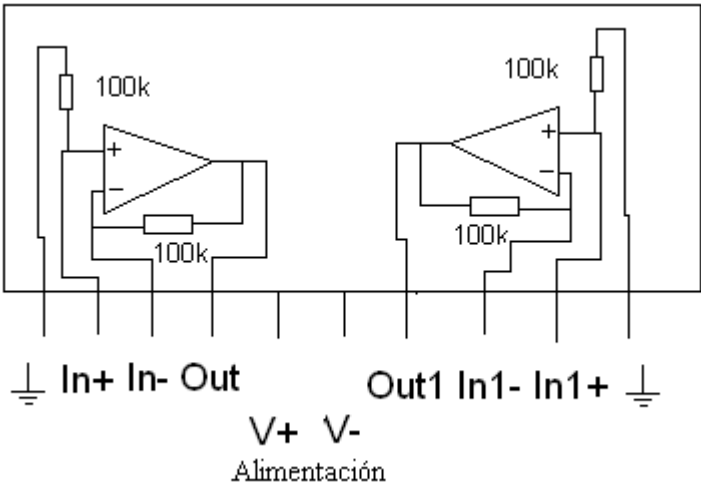 100k 100k
+ +
− −
100k 100k
In+ In- Out Out1 In1- In1+
V+ V-
Alimentación